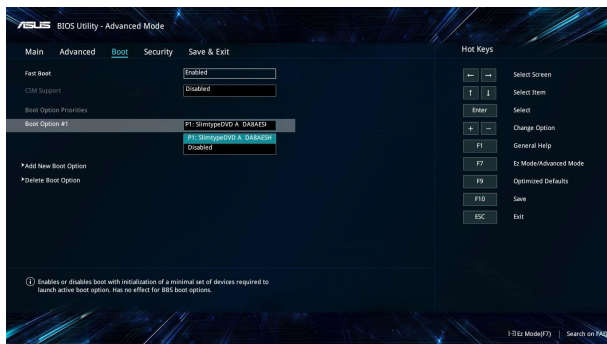 ASUS BIOS Utility - Advanced Mode
Main Advanced Boot Security Save & Exit
Hot Keys
Fast Boot Enabled
CSM Support Disabled
Boot Option Priorities
Boot Option #1 P1: SlimtypeDVD A DA8AESI
P1: SlimtypeDVD A DA8AESH
Disabled
Add New Boot Option
Delete Boot Option
← → Select Screen
↑ ↓ Select Item
Enter Select
+ − Change Option
F1 General Help
F7 Ez Mode/Advanced Mode
F9 Optimized Defaults
F10 Save
ESC Exit
Enables or disables boot with initialization of a minimal set of devices required to
launch active boot option. Has no effect for BBS boot options.
Ez Mode(F7) | Search on FAQ